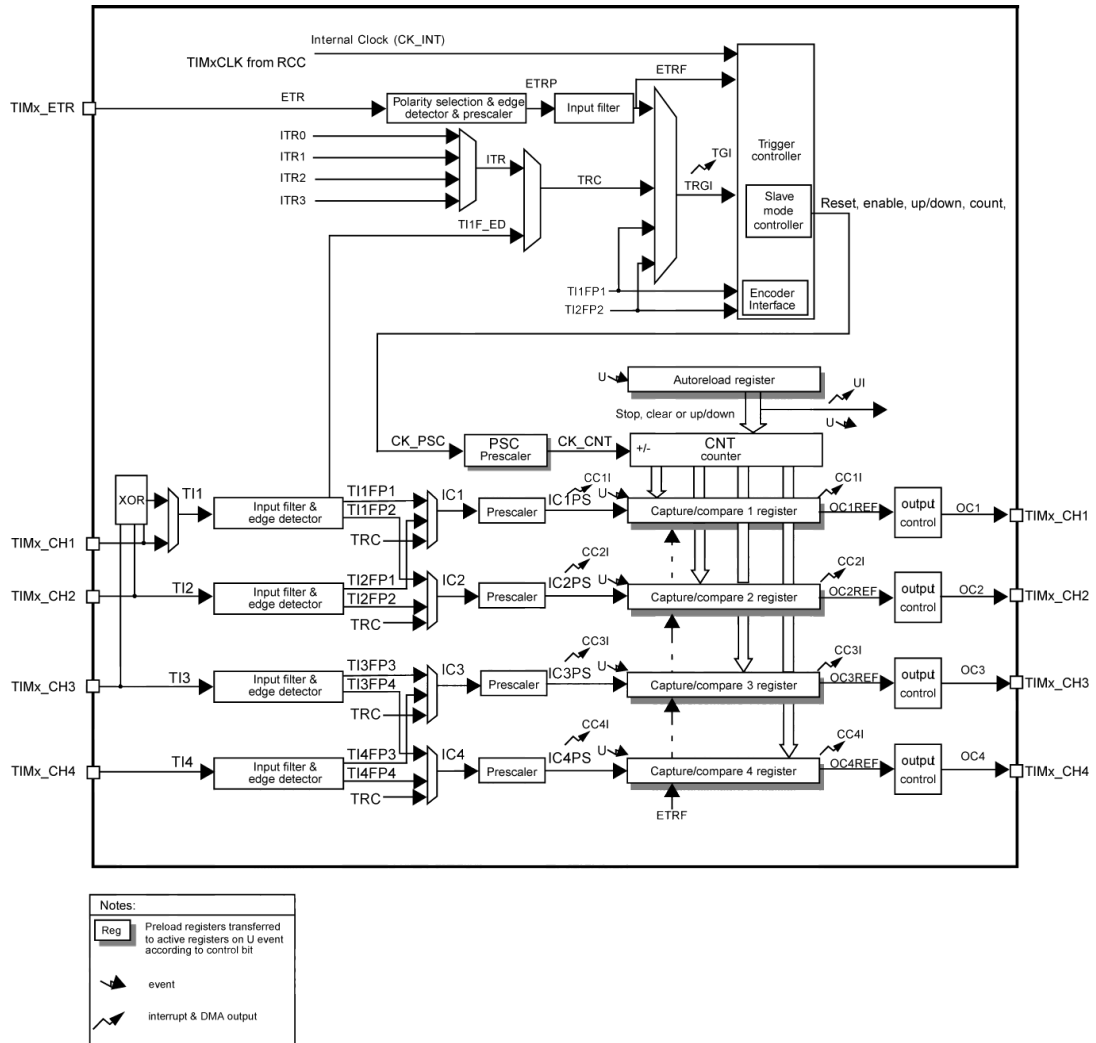 Internal Clock (CK_INT)
TIMxCLK from RCC
ETRF
ETRP
ETR
TIMx_ETR
Polarity selection & edge
detector & prescaler
Input filter
ITR0
ITR1
ITR2
ITR3
ITR
TRC
TI1F_ED
TGI
TRGI
Trigger
controller
Slave
mode
controller
Reset, enable, up/down, count,
TI1FP1
TI2FP2
Encoder
Interface
U
Autoreload register
UI
U
Stop, clear or up/down
CK_PSC
PSC
Prescaler
CK_CNT
+/-
CNT
counter
XOR
TI1
TIMx_CH1
Input filter &
edge detector
TI1FP1
TI1FP2
TRC
IC1
Prescaler
CC1I
IC1PS
U
Capture/compare 1 register
CC1I
OC1REF
output
control
OC1
TIMx_CH1
TIMx_CH2
TI2
Input filter &
edge detector
TI2FP1
TI2FP2
TRC
IC2
Prescaler
CC2I
IC2PS
U
Capture/compare 2 register
CC2I
OC2REF
output
control
OC2
TIMx_CH2
TIMx_CH3
TI3
Input filter &
edge detector
TI3FP3
TI3FP4
TRC
IC3
Prescaler
CC3I
IC3PS
U
Capture/compare 3 register
CC3I
OC3REF
output
control
OC3
TIMx_CH3
TIMx_CH4
TI4
Input filter &
edge detector
TI4FP3
TI4FP4
TRC
IC4
Prescaler
CC4I
IC4PS
U
Capture/compare 4 register
CC4I
OC4REF
output
control
OC4
TIMx_CH4
ETRF
Notes:
Reg
Preload registers transferred
to active registers on U event
according to control bit
event
interrupt & DMA output